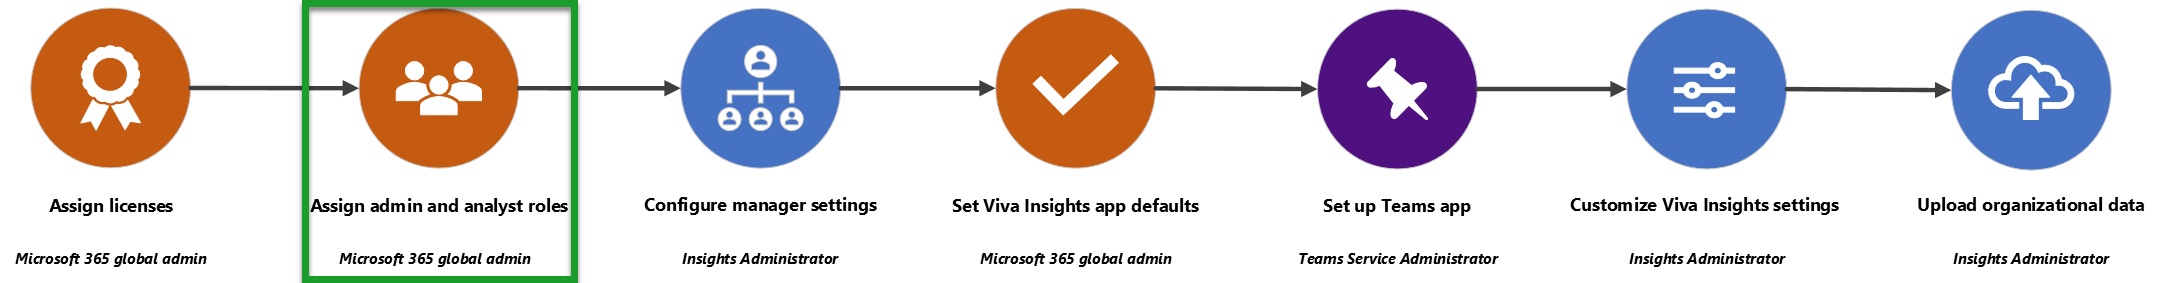 Assign licenses
Microsoft 365 global admin
Assign admin and analyst roles
Microsoft 365 global admin
Configure manager settings
Insights Administrator
Set Viva Insights app defaults
Microsoft 365 global admin
Set up Teams app
Teams Service Administrator
Customize Viva Insights settings
Insights Administrator
Upload organizational data
Insights Administrator